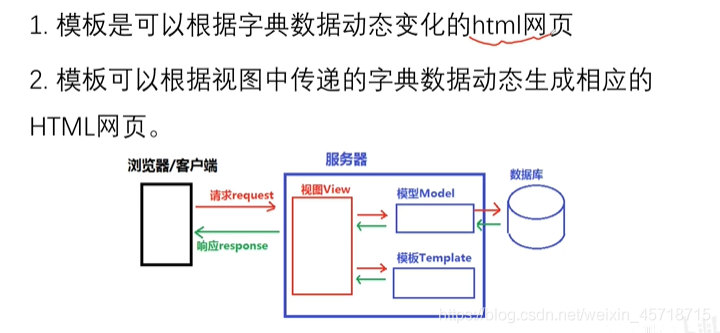 1. 模板是可以根据字典数据动态变化的html网页
2. 模板可以根据视图中传递的字典数据动态生成相应的
HTML网页。
浏览器/客户端
服务器
数据库
请求request
视图View
模型Model
响应response
模板Template
https://blog.csdn.net/weixin_45718715